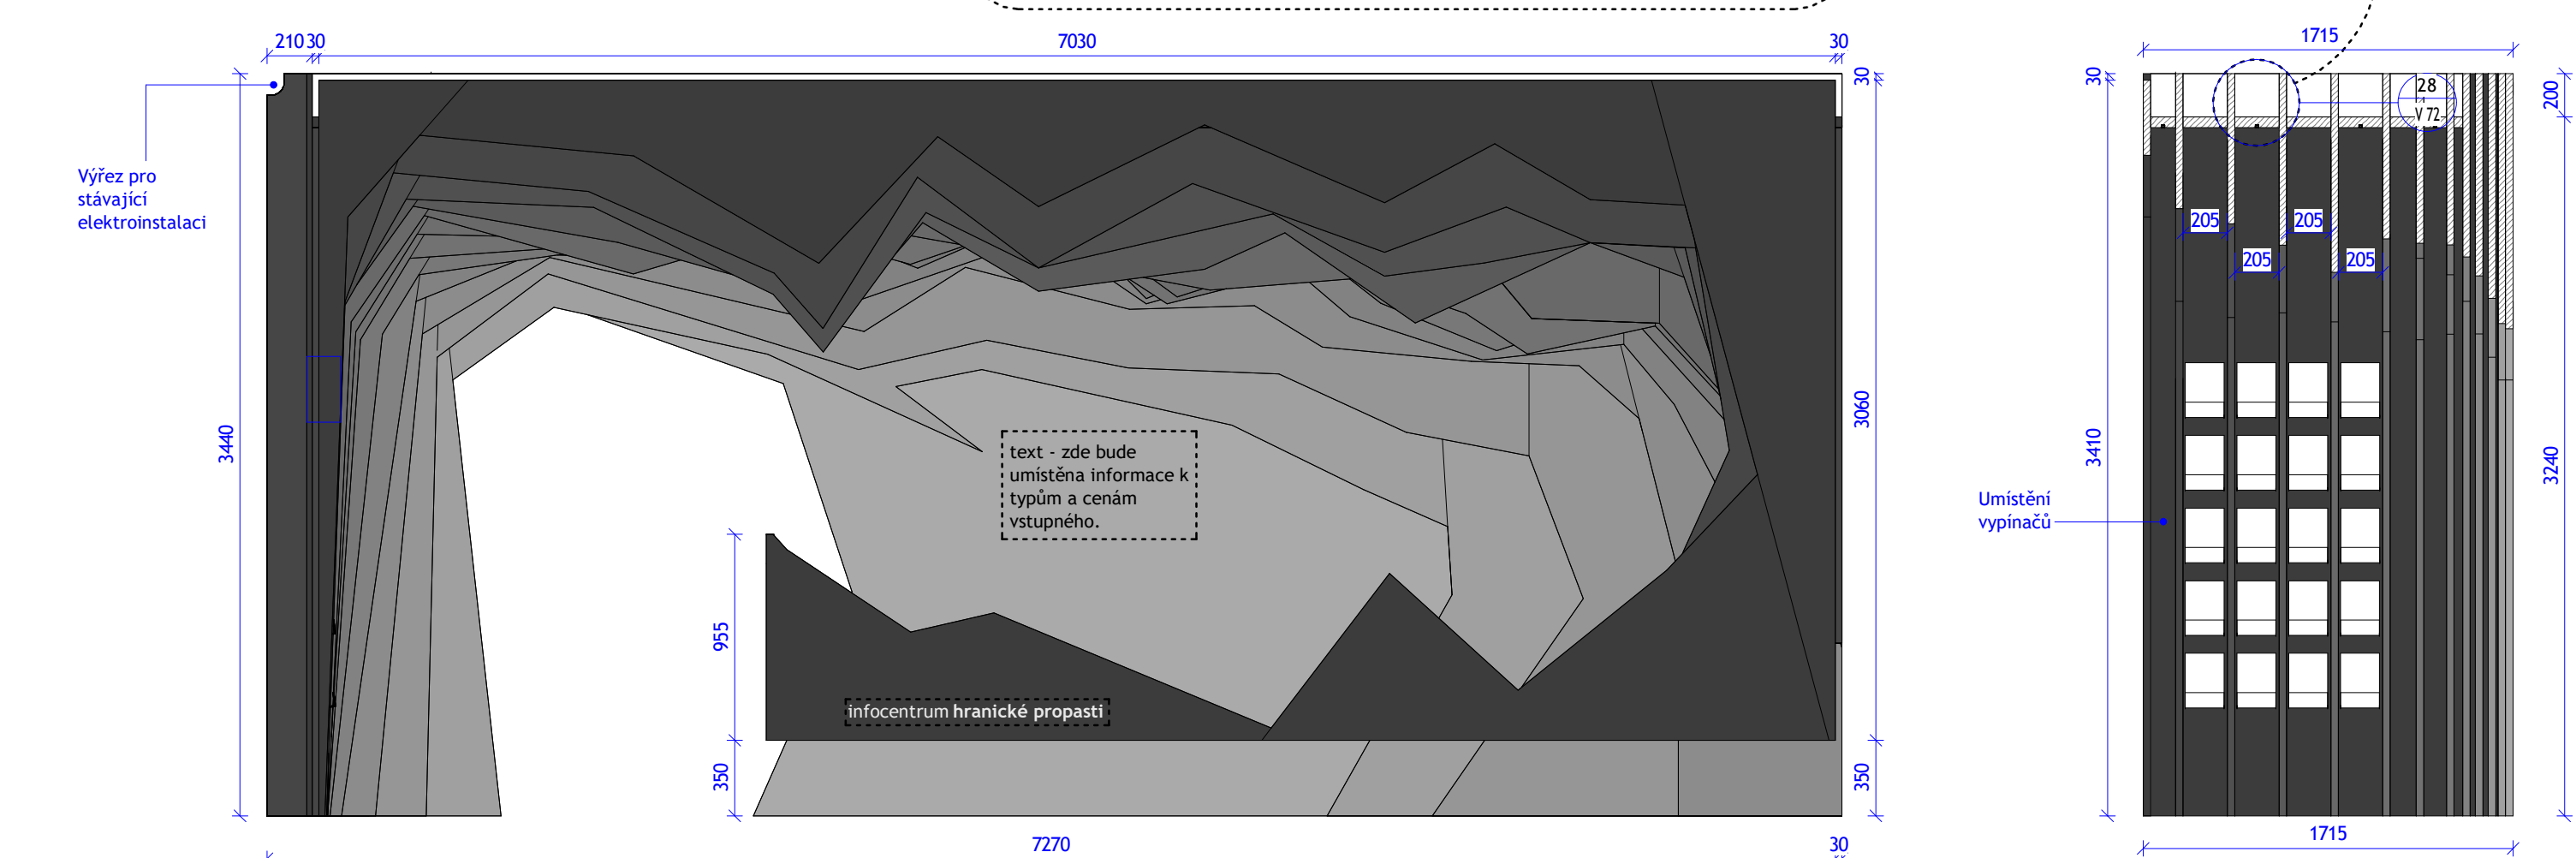 210 30
7030
30
1715
30
30
28
V 72
200
Výřez pro
stávající
elektroinstalaci
205
205
205
205
3440
3060
3410
3240
text - zde bude
umístěna informace k
typům a cenám
vstupného.
Umístění
vypínačů
955
infocentrum hranické propasti
350
350
7270
30
1715